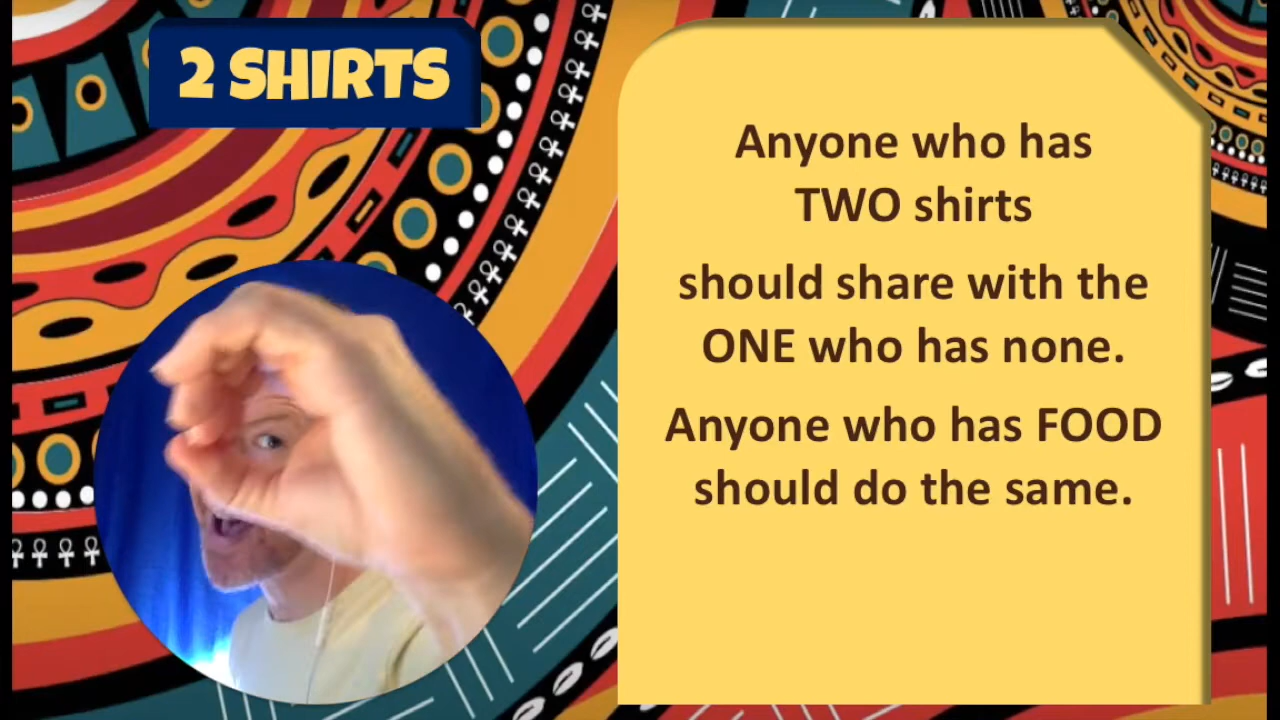 2 SHIRTS
Anyone who has
TWO shirts
should share with the
ONE who has none.
Anyone who has FOOD
should do the same.